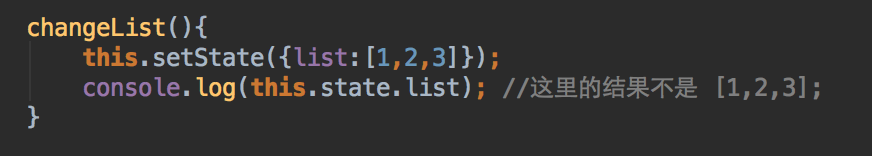 changeList(){
    this.setState({list:[1,2,3]});
    console.log(this.state.list); //这里的结果不是 [1,2,3];
}